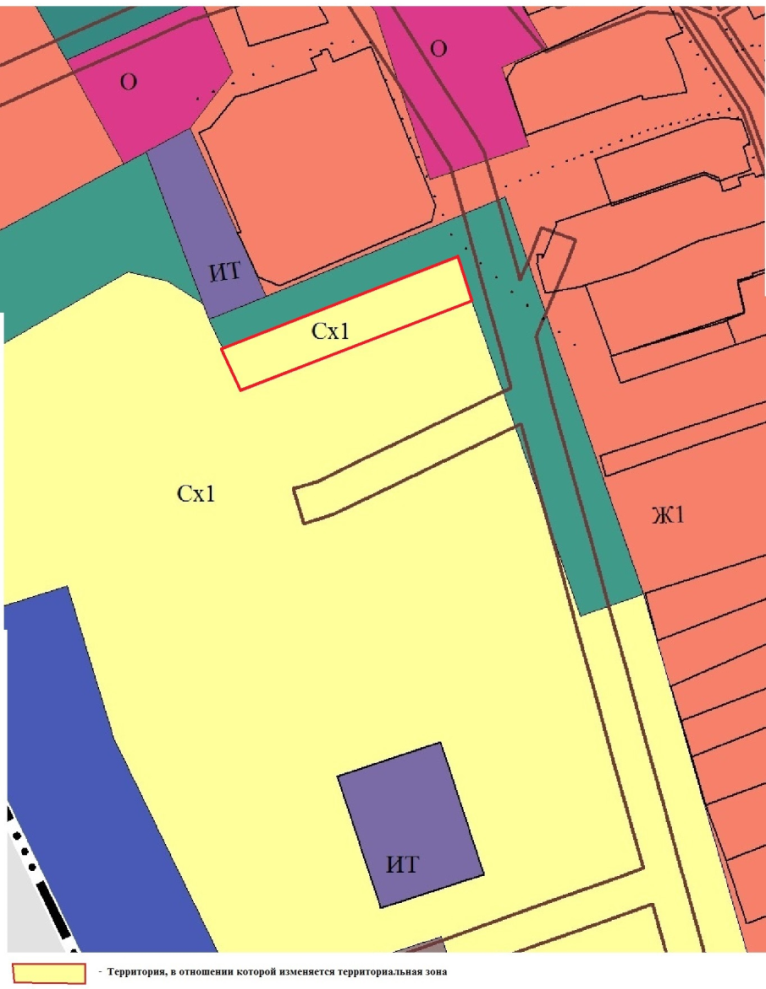 О
О
ИТ
Сх1
Сх1
Ж1
ИТ
- Территория, в отношении которой изменяется территориальная зона